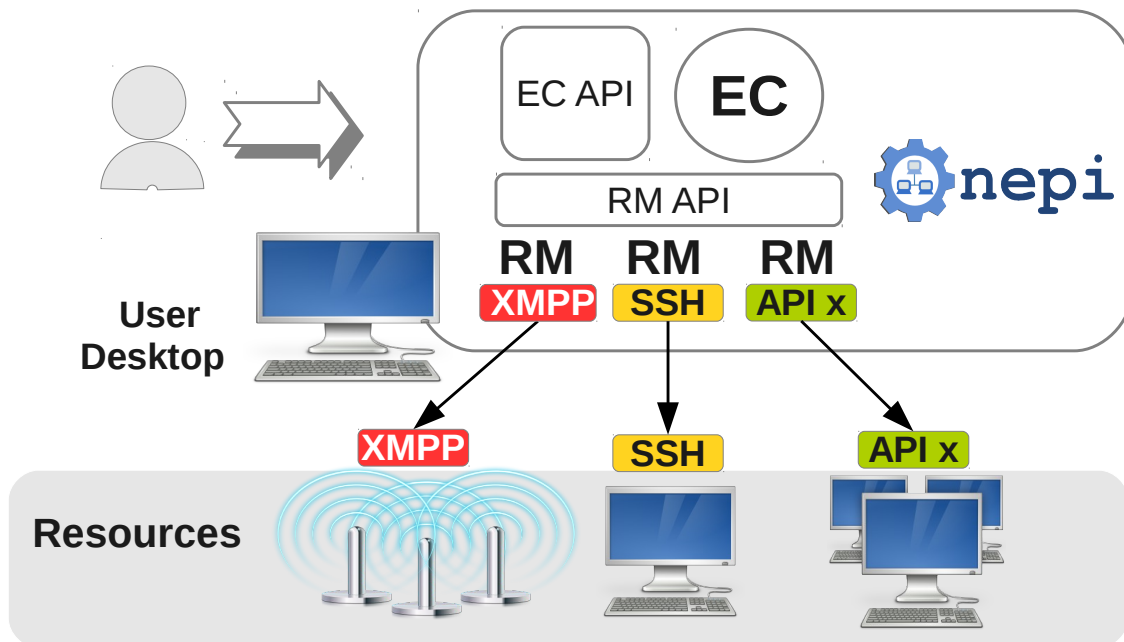 EC API
EC
nepi
RM API
RM RM RM
XMPP SSH API x
User
Desktop
XMPP SSH API x
Resources